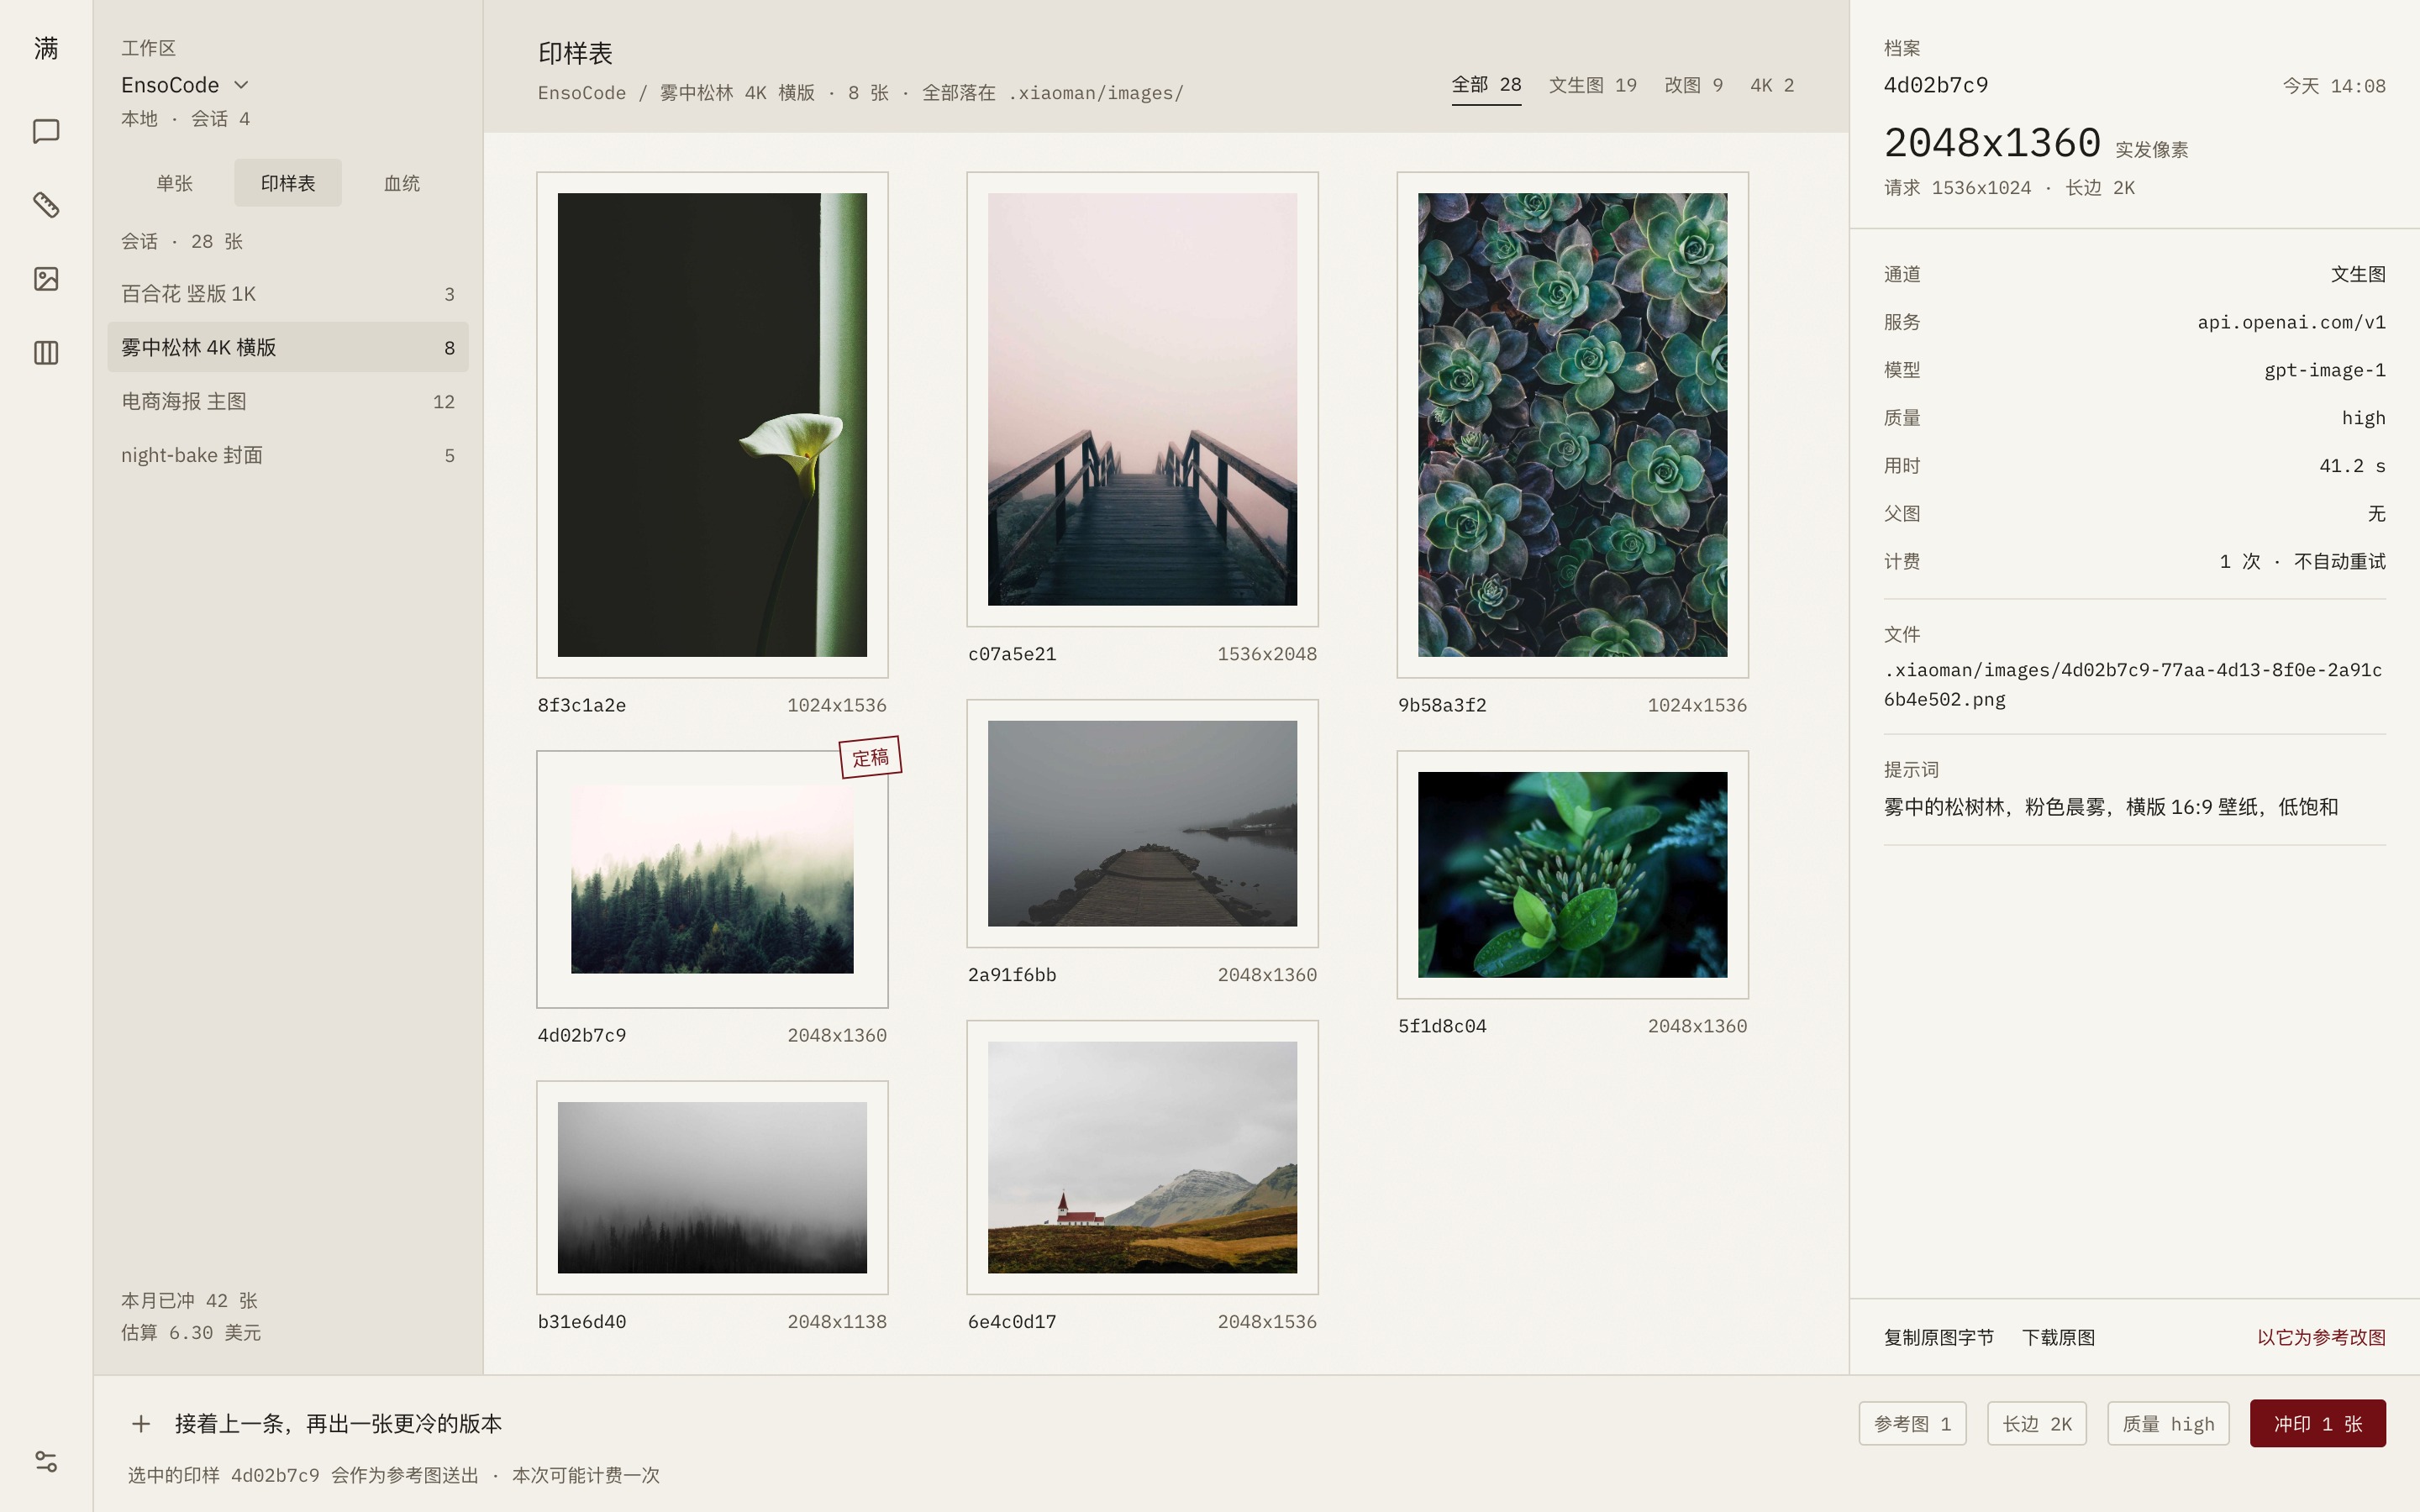 满
工作区
EnsoCode
本地 · 会话 4
单张 印样表 血统
会话 · 28 张
百合花 竖版 1K 3
雾中松林 4K 横版 8
电商海报 主图 12
night-bake 封面 5
本月已冲 42 张
估算 6.30 美元
印样表
EnsoCode / 雾中松林 4K 横版 · 8 张 · 全部落在 .xiaoman/images/
全部 28 文生图 19 改图 9 4K 2
8f3c1a2e 1024x1536
定稿
4d02b7c9 2048x1360
b31e6d40 2048x1138
c07a5e21 1536x2048
2a91f6bb 2048x1360
6e4c0d17 2048x1536
9b58a3f2 1024x1536
5f1d8c04 2048x1360
档案
4d02b7c9 今天 14:08
2048x1360 实发像素
请求 1536x1024 · 长边 2K
通道 文生图
服务 api.openai.com/v1
模型 gpt-image-1
质量 high
用时 41.2 s
父图 无
计费 1 次 · 不自动重试
文件
.xiaoman/images/4d02b7c9-77aa-4d13-8f0e-2a91c
6b4e502.png
提示词
雾中的松树林，粉色晨雾，横版 16:9 壁纸，低饱和
复制原图字节 下载原图 以它为参考改图
接着上一条，再出一张更冷的版本
参考图 1 长边 2K 质量 high 冲印 1 张
选中的印样 4d02b7c9 会作为参考图送出 · 本次可能计费一次